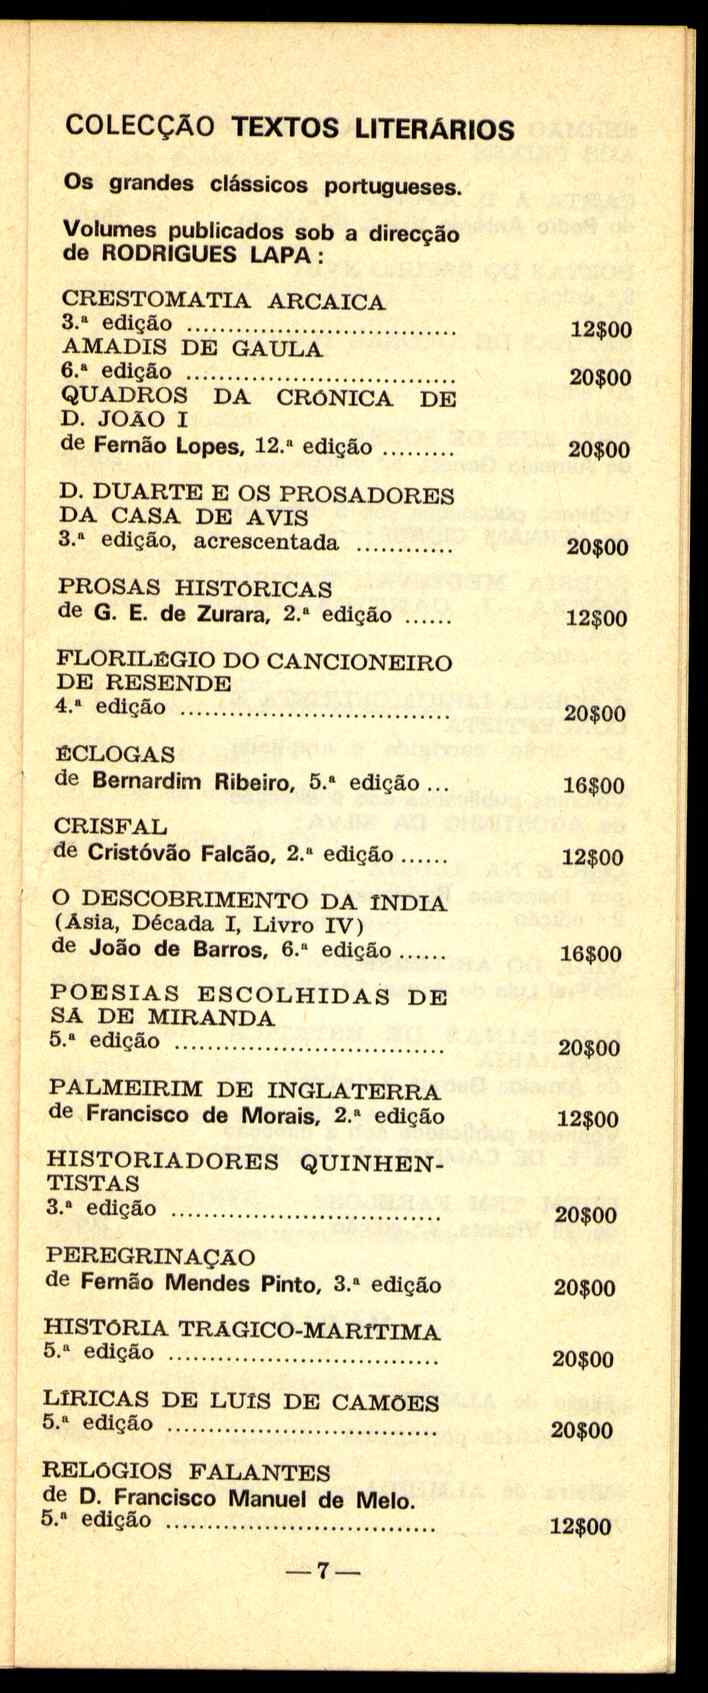 COLECÇÃO TEXTOS LITERÁRIOS
Os grandes clássicos portugueses.
Volumes publicados sob a direcção
de RODRIGUES LAPA :
CRESTOMATIA ARCAICA
3.ª edição ................................. 12$00
AMADIS DE GAULA
6.ª edição ................................. 20$00
QUADROS DA CRÓNICA DE
D. JOÃO I
de Fernão Lopes, 12.ª edição ......... 20$00
D. DUARTE E OS PROSADORES
DA CASA DE AVIS
3.ª edição, acrescentada ............ 20$00
PROSAS HISTÓRICAS
de G. E. de Zurara, 2.ª edição ...... 12$00
FLORILÉGIO DO CANCIONEIRO
DE RESENDE
4.ª edição ................................. 20$00
ÉCLOGAS
de Bernardim Ribeiro, 5.ª edição ... 16$00
CRISFAL
de Cristóvão Falcão, 2.ª edição ...... 12$00
O DESCOBRIMENTO DA ÍNDIA
(Ásia, Década I, Livro IV)
de João de Barros, 6.ª edição ...... 16$00
POESIAS ESCOLHIDAS DE
SÁ DE MIRANDA
5.ª edição ................................. 20$00
PALMEIRIM DE INGLATERRA
de Francisco de Morais, 2.ª edição 12$00
HISTORIADORES QUINHEN-
TISTAS
3.ª edição ................................. 20$00
PEREGRINAÇÃO
de Fernão Mendes Pinto, 3.ª edição 20$00
HISTÓRIA TRÁGICO-MARÍTIMA
5.ª edição ................................. 20$00
LÍRICAS DE LUÍS DE CAMÕES
5.ª edição ................................. 20$00
RELÓGIOS FALANTES
de D. Francisco Manuel de Melo.
5.ª edição ................................. 12$00
— 7 —